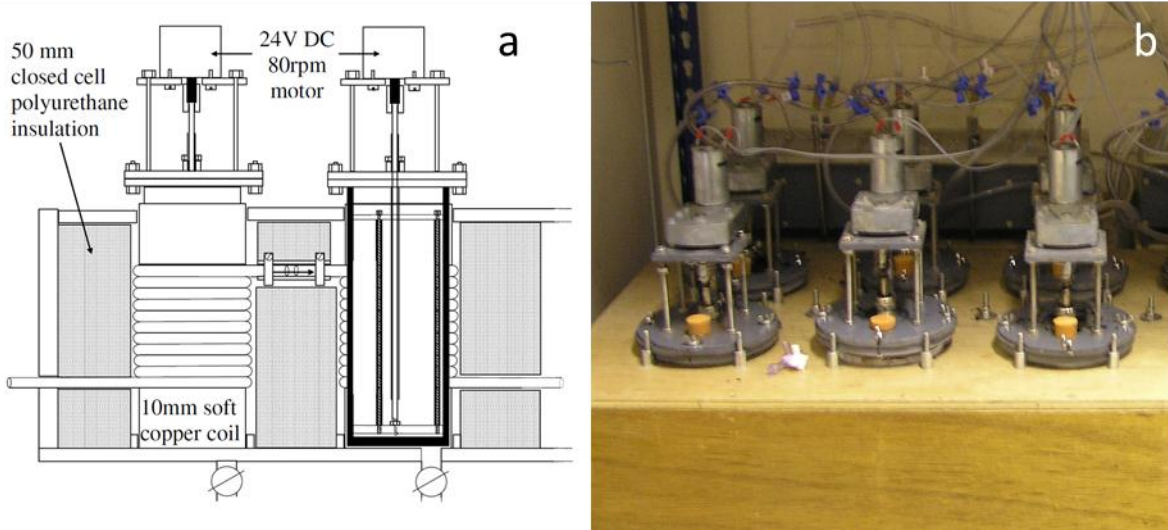 50 mm
closed cell
polyurethane
insulation
24V DC
80rpm
motor
a
10mm soft
copper coil
b